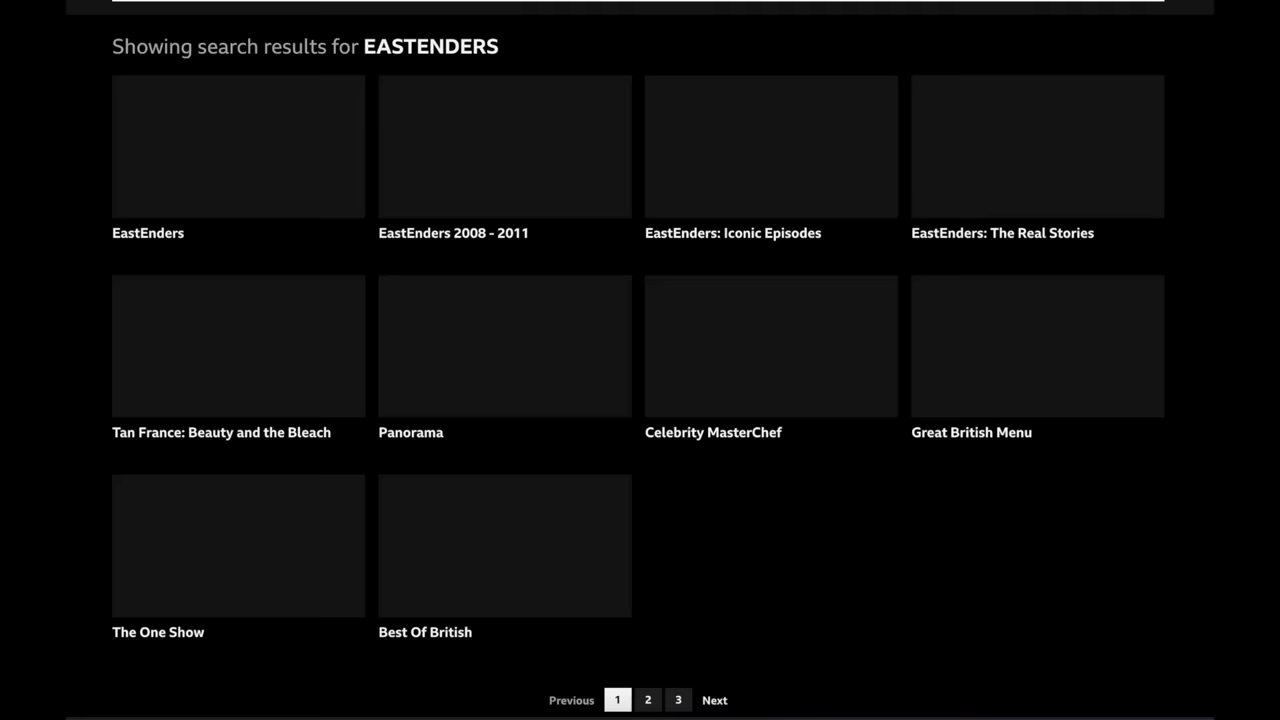 Showing search results for EASTENDERS
EastEnders
EastEnders 2008 - 2011
EastEnders: Iconic Episodes
EastEnders: The Real Stories
Tan France: Beauty and the Bleach
Panorama
Celebrity MasterChef
Great British Menu
The One Show
Best Of British
Previous 1 2 3 Next